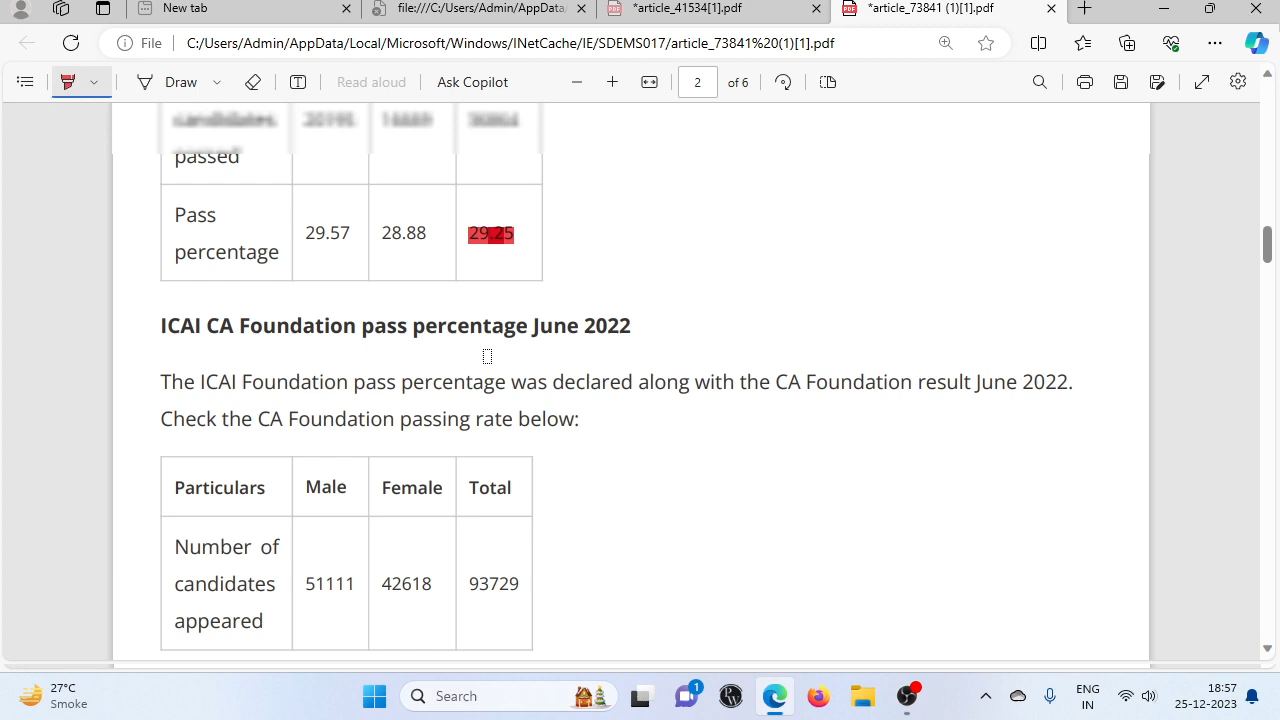 New tab
file:///C:/Users/Admin/AppData/
*article_41534[1].pdf
*article_73841 (1)[1].pdf
File
C:/Users/Admin/AppData/Local/Microsoft/Windows/INetCache/IE/SDEMS017/article_73841%20(1)[1].pdf
Draw
Read aloud
Ask Copilot
2 of 6
candidates
passed
Pass
percentage
29.57 28.88 29.25
ICAI CA Foundation pass percentage June 2022
The ICAI Foundation pass percentage was declared along with the CA Foundation result June 2022.
Check the CA Foundation passing rate below:
Particulars Male Female Total
Number of
candidates
appeared
51111 42618 93729
27°C
Smoke
Search
1
ENG
IN
18:57
25-12-2023